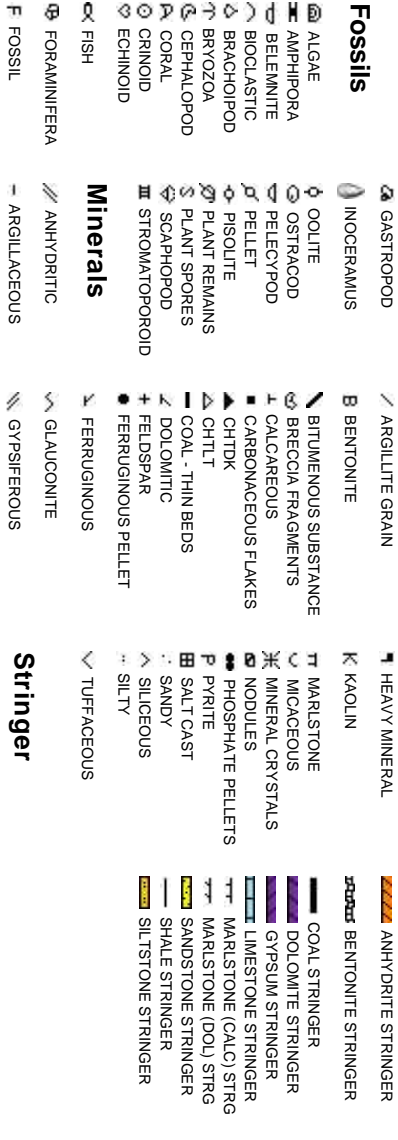 Fossils
ALGAE
AMPHIPORA
BELEMNITE
BIOCLASTIC
BRACHOIPOD
BRYOZOA
CEPHALOPOD
CORAL
CRINOID
ECHINOID
FISH
FORAMINIFERA
F FOSSIL
GASTROPOD
INOCERAMUS
OOLITE
OSTRACOD
PELECYPOD
PELLET
PISOLITE
PLANT REMAINS
PLANT SPORES
SCAPHOPOD
STROMATOPOROID
Minerals
ANHYDRITIC
ARGILLACEOUS
ARGILLITE GRAIN
B BENTONITE
BITUMENOUS SUBSTANCE
BRECCIA FRAGMENTS
CALCAREOUS
CARBONACEOUS FLAKES
CHTDK
CHTLT
COAL - THIN BEDS
DOLOMITIC
FELDSPAR
FERRUGINOUS PELLET
FERRUGINOUS
GLAUCONITE
GYPSIFEROUS
HEAVY MINERAL
K KAOLIN
MARLSTONE
MICACEOUS
MINERAL CRYSTALS
NODULES
PHOSPHATE PELLETS
P PYRITE
SALT CAST
SANDY
SILICEOUS
SILTY
TUFFACEOUS
Stringer
ANHYDRITE STRINGER
BENTONITE STRINGER
COAL STRINGER
DOLOMITE STRINGER
GYPSUM STRINGER
LIMESTONE STRINGER
MARLSTONE (CALC) STRG
MARLSTONE (DOL) STRG
SANDSTONE STRINGER
SHALE STRINGER
SILTSTONE STRINGER